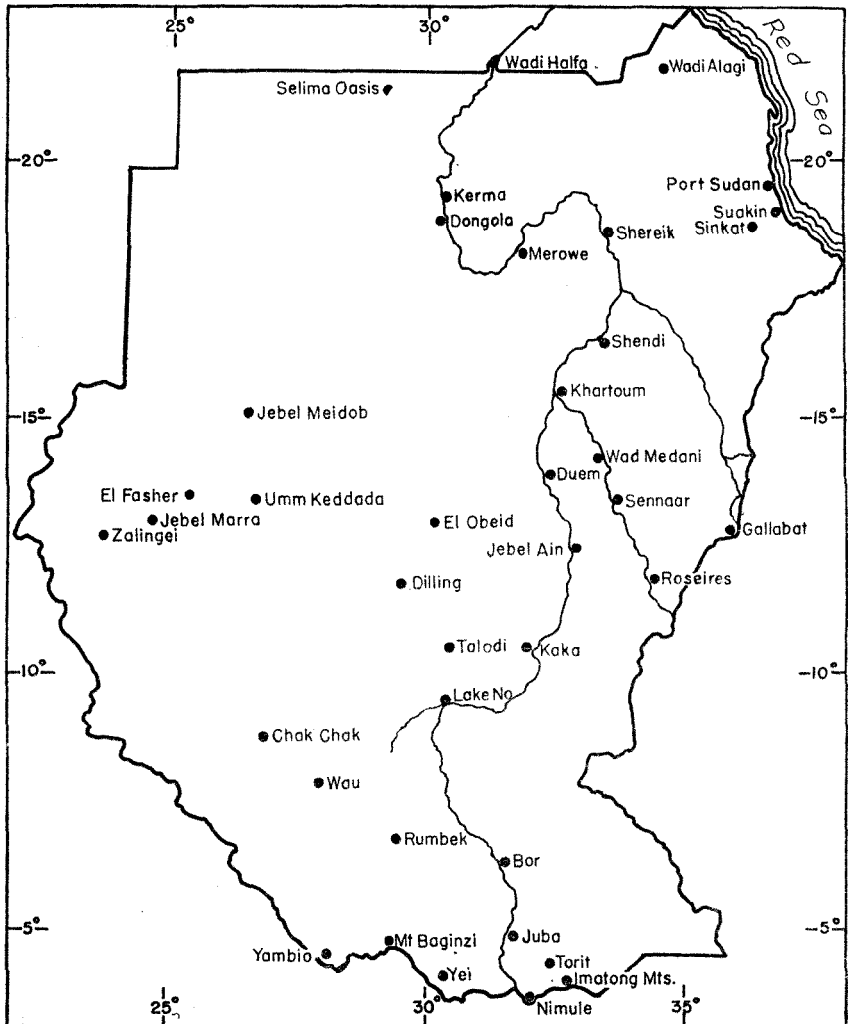 25° 30°
Red Sea
Wadi Halfa
Wadi Alagi
Selima Oasis
20° 20°
Port Sudan
Kerma
Suakin
Dongola
Sinkat
Shereik
Merowe
Shendi
Khartoum
15° 15°
Jebel Meidob
Wad Medani
Duem
El Fasher
Umm Keddada
Sennaar
Jebel Marra
El Obeid
Gallabat
Zalingei
Jebel Ain
Dilling
Roseires
Talodi
Kaka
10° 10°
Lake No
Chak Chak
Wau
Rumbek
Bor
5° 5°
Mt Baginzi
Juba
Yambio
Torit
Yei
Imatong Mts.
25° 30° 35°
Nimule